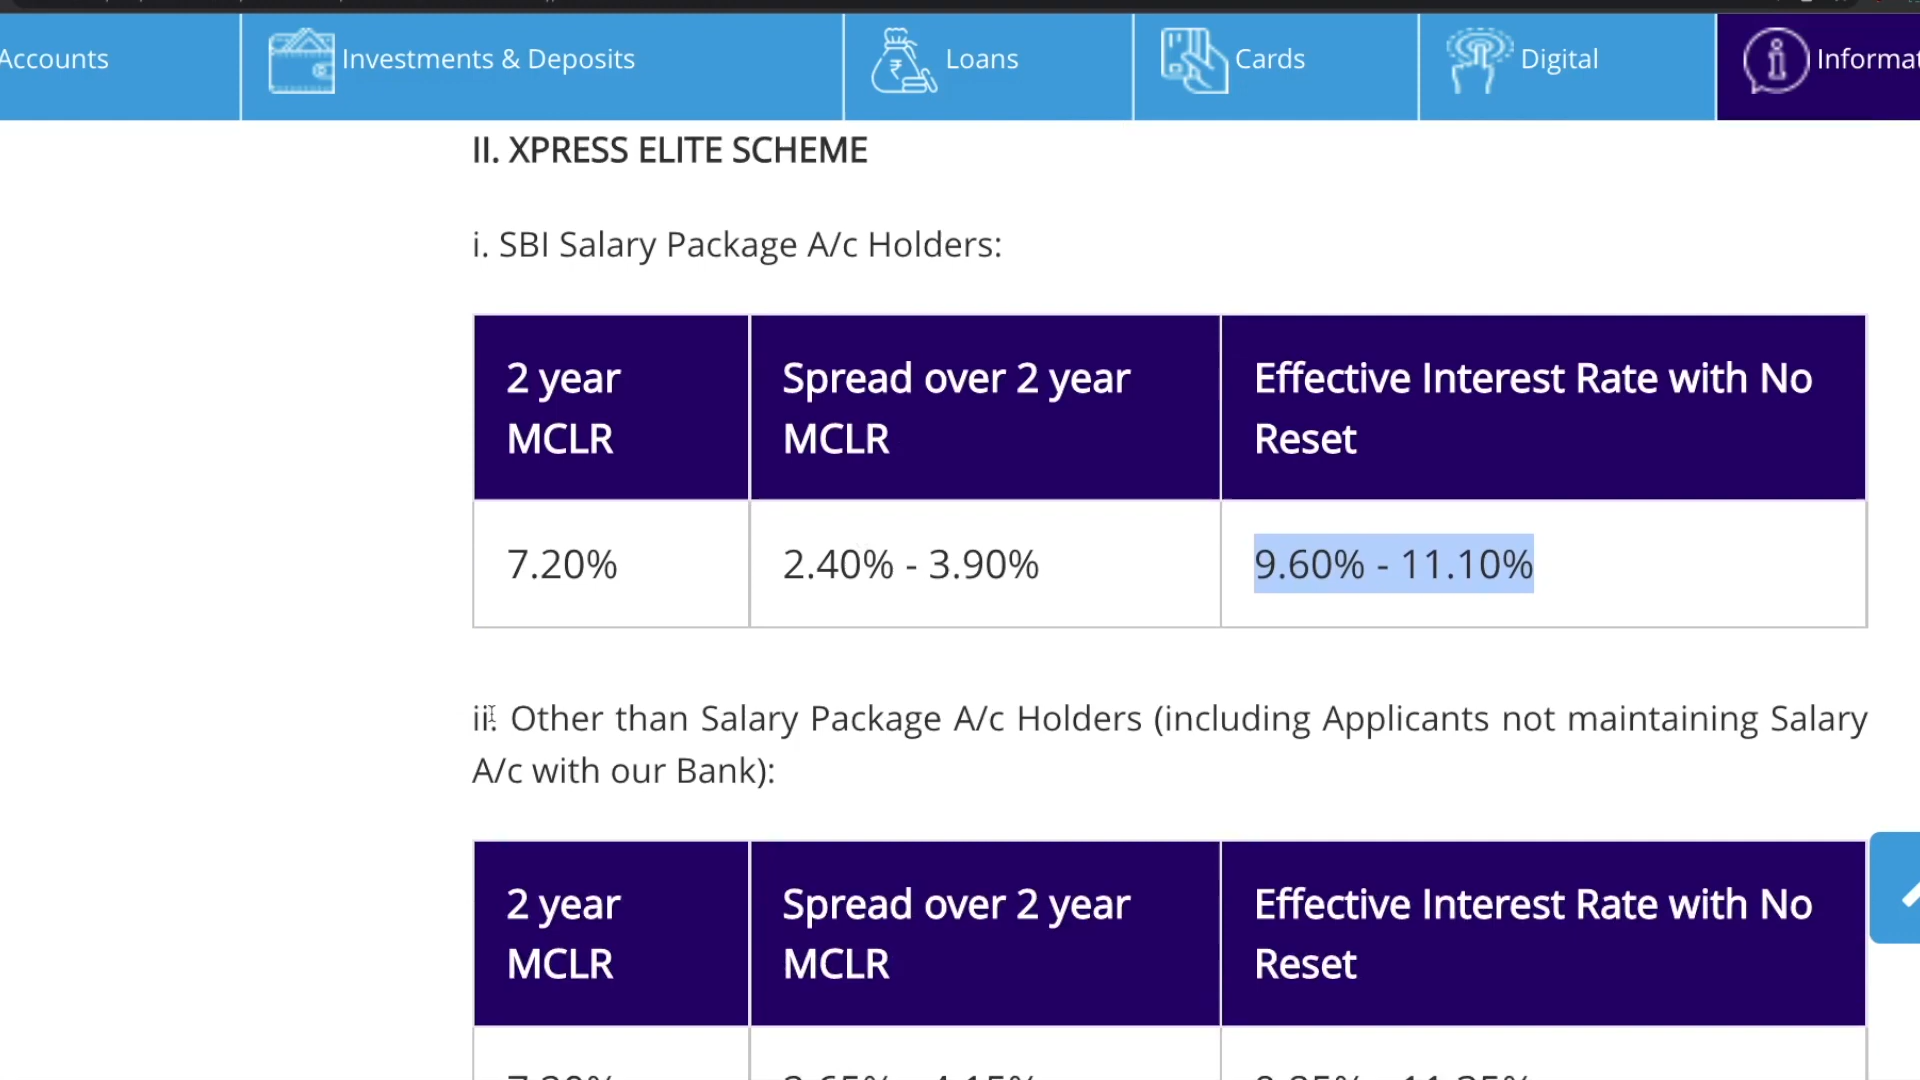 Accounts
Investments & Deposits
Loans
Cards
Digital
II. XPRESS ELITE SCHEME
i. SBI Salary Package A/c Holders:
2 year MCLR
Spread over 2 year MCLR
Effective Interest Rate with No Reset
7.20%
2.40% - 3.90%
9.60% - 11.10%
ii. Other than Salary Package A/c Holders (including Applicants not maintaining Salary
A/c with our Bank):
2 year MCLR
Spread over 2 year MCLR
Effective Interest Rate with No Reset